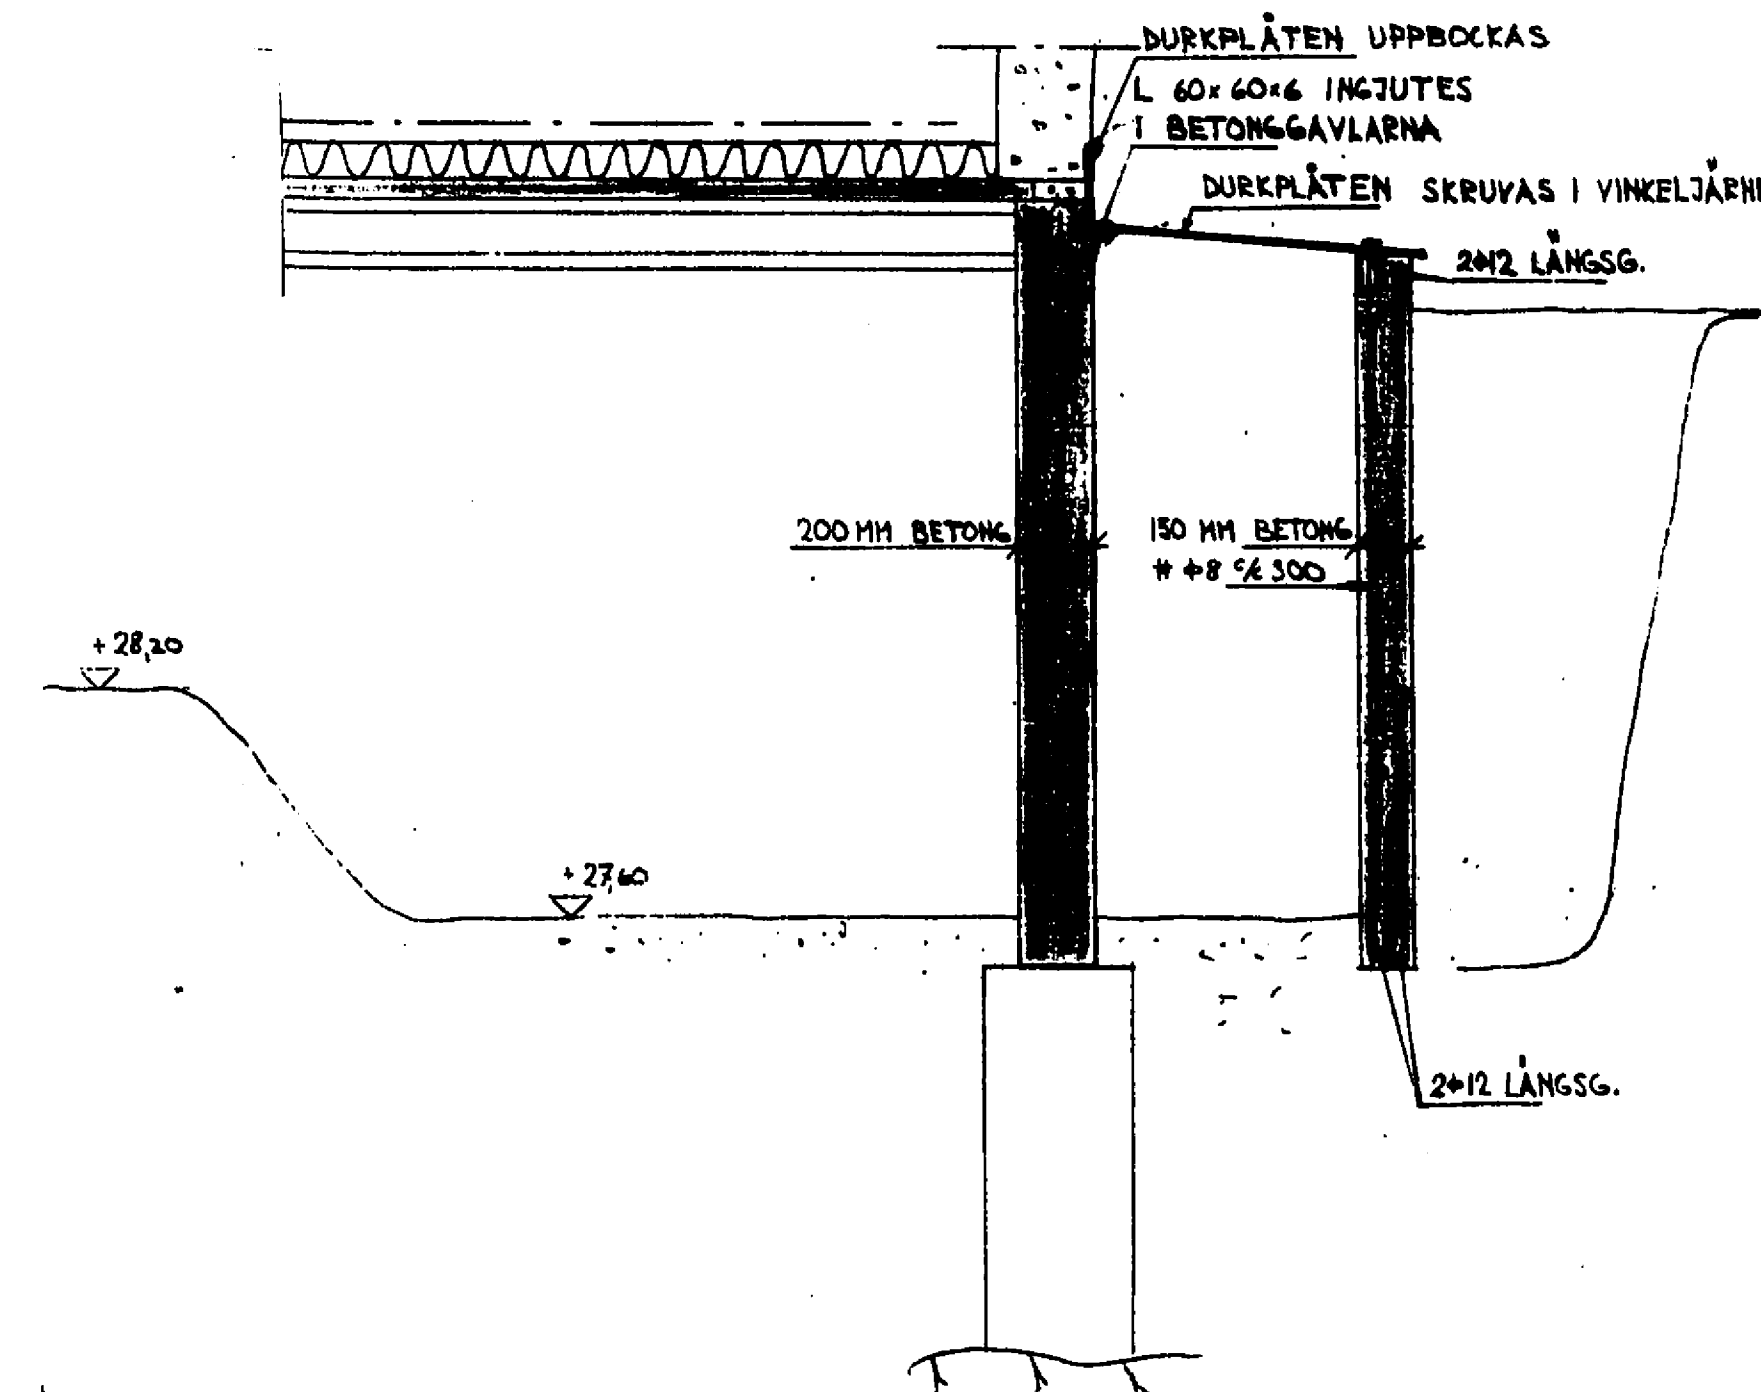 DURKPLÅTEN UPPBOCKAS
L 60x60x6 INGJUTES
I BETONGGAVLARNA
DURKPLÅTEN SKRUVAS I VINKELJÄRN
2ϕ12 LÄNGSG.
200 MM BETONG
150 MM BETONG
# ϕ8 c/c 300
+28,20
+27,60
2ϕ12 LÅNGSG.